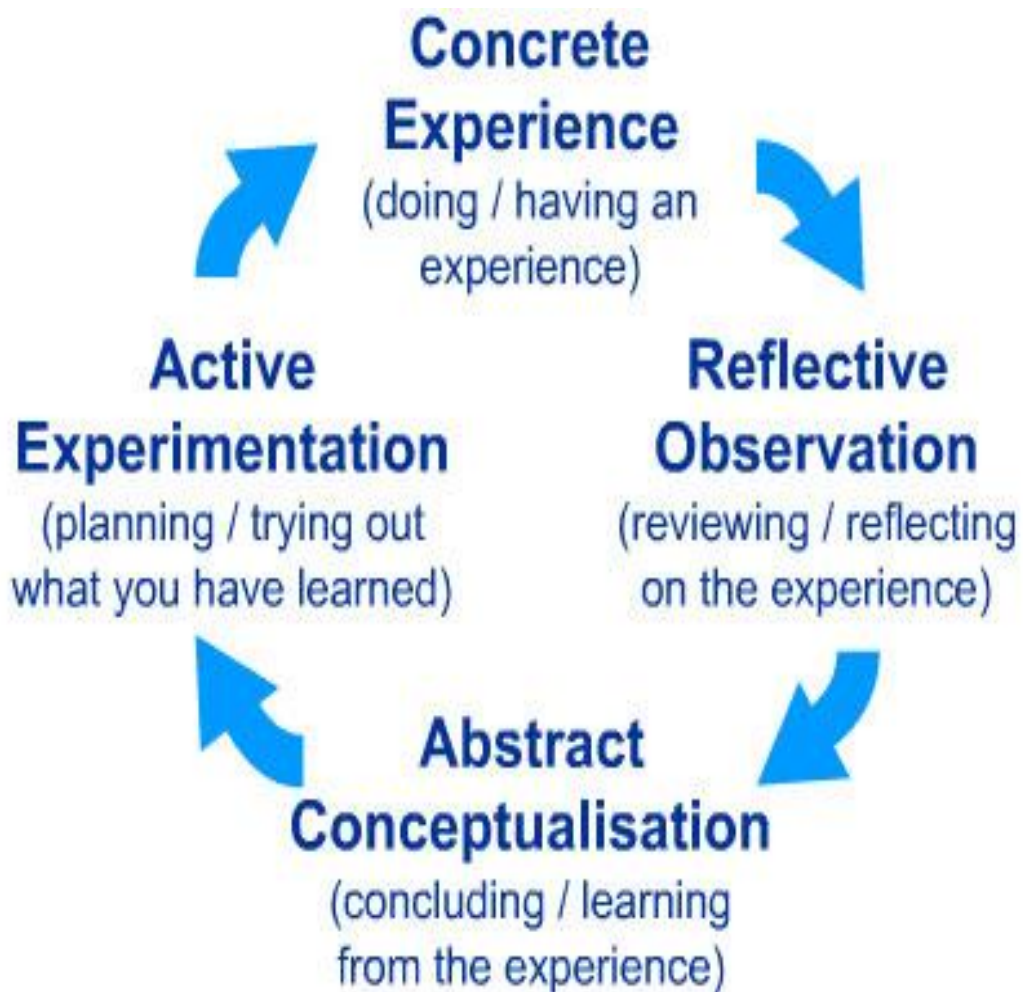 Concrete
Experience
(doing / having an
experience)
Reflective
Observation
(reviewing / reflecting
on the experience)
Abstract
Conceptualisation
(concluding / learning
from the experience)
Active
Experimentation
(planning / trying out
what you have learned)